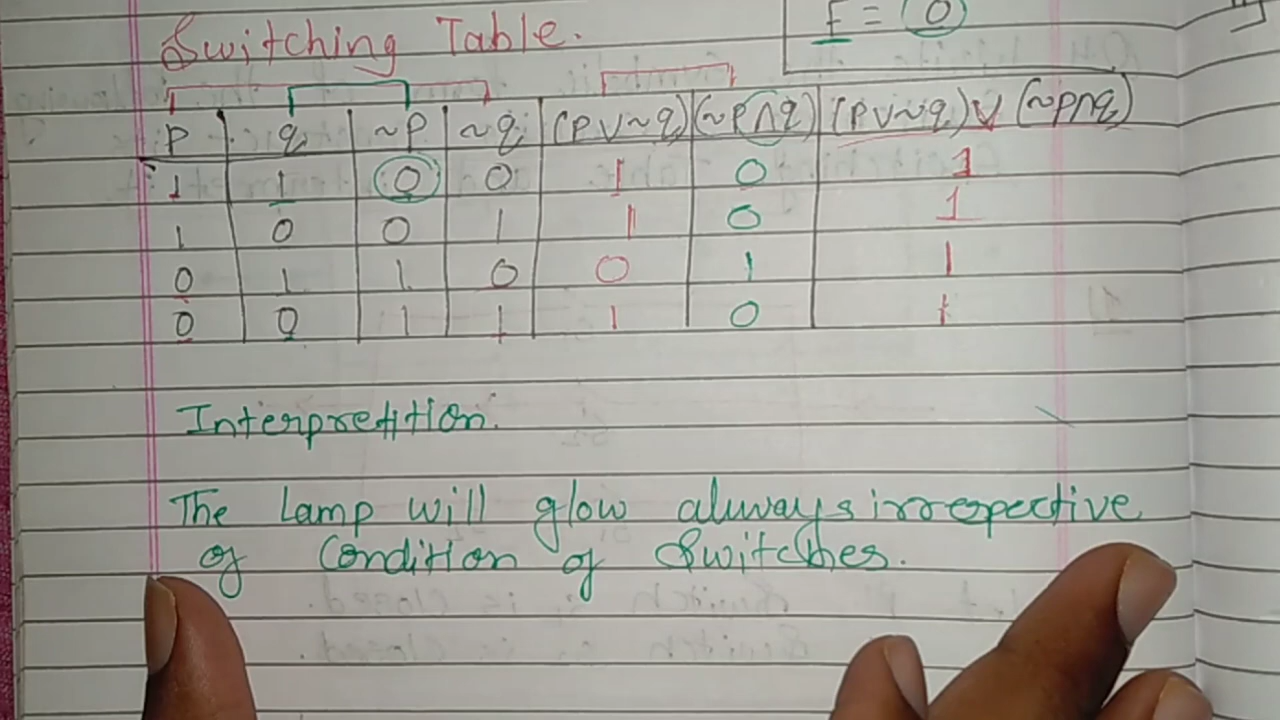 F = 0
Switching Table.
p q ~p ~q (p∨~q) (~p∧q) (p∨~q)∨(~p∧q)
1 1 0 0 1 0 1
1 0 0 1 1 0 1
0 1 1 0 0 1 1
0 0 1 1 1 0 1
Interpretition.
The lamp will glow always irrespective
of Condition of Switches.